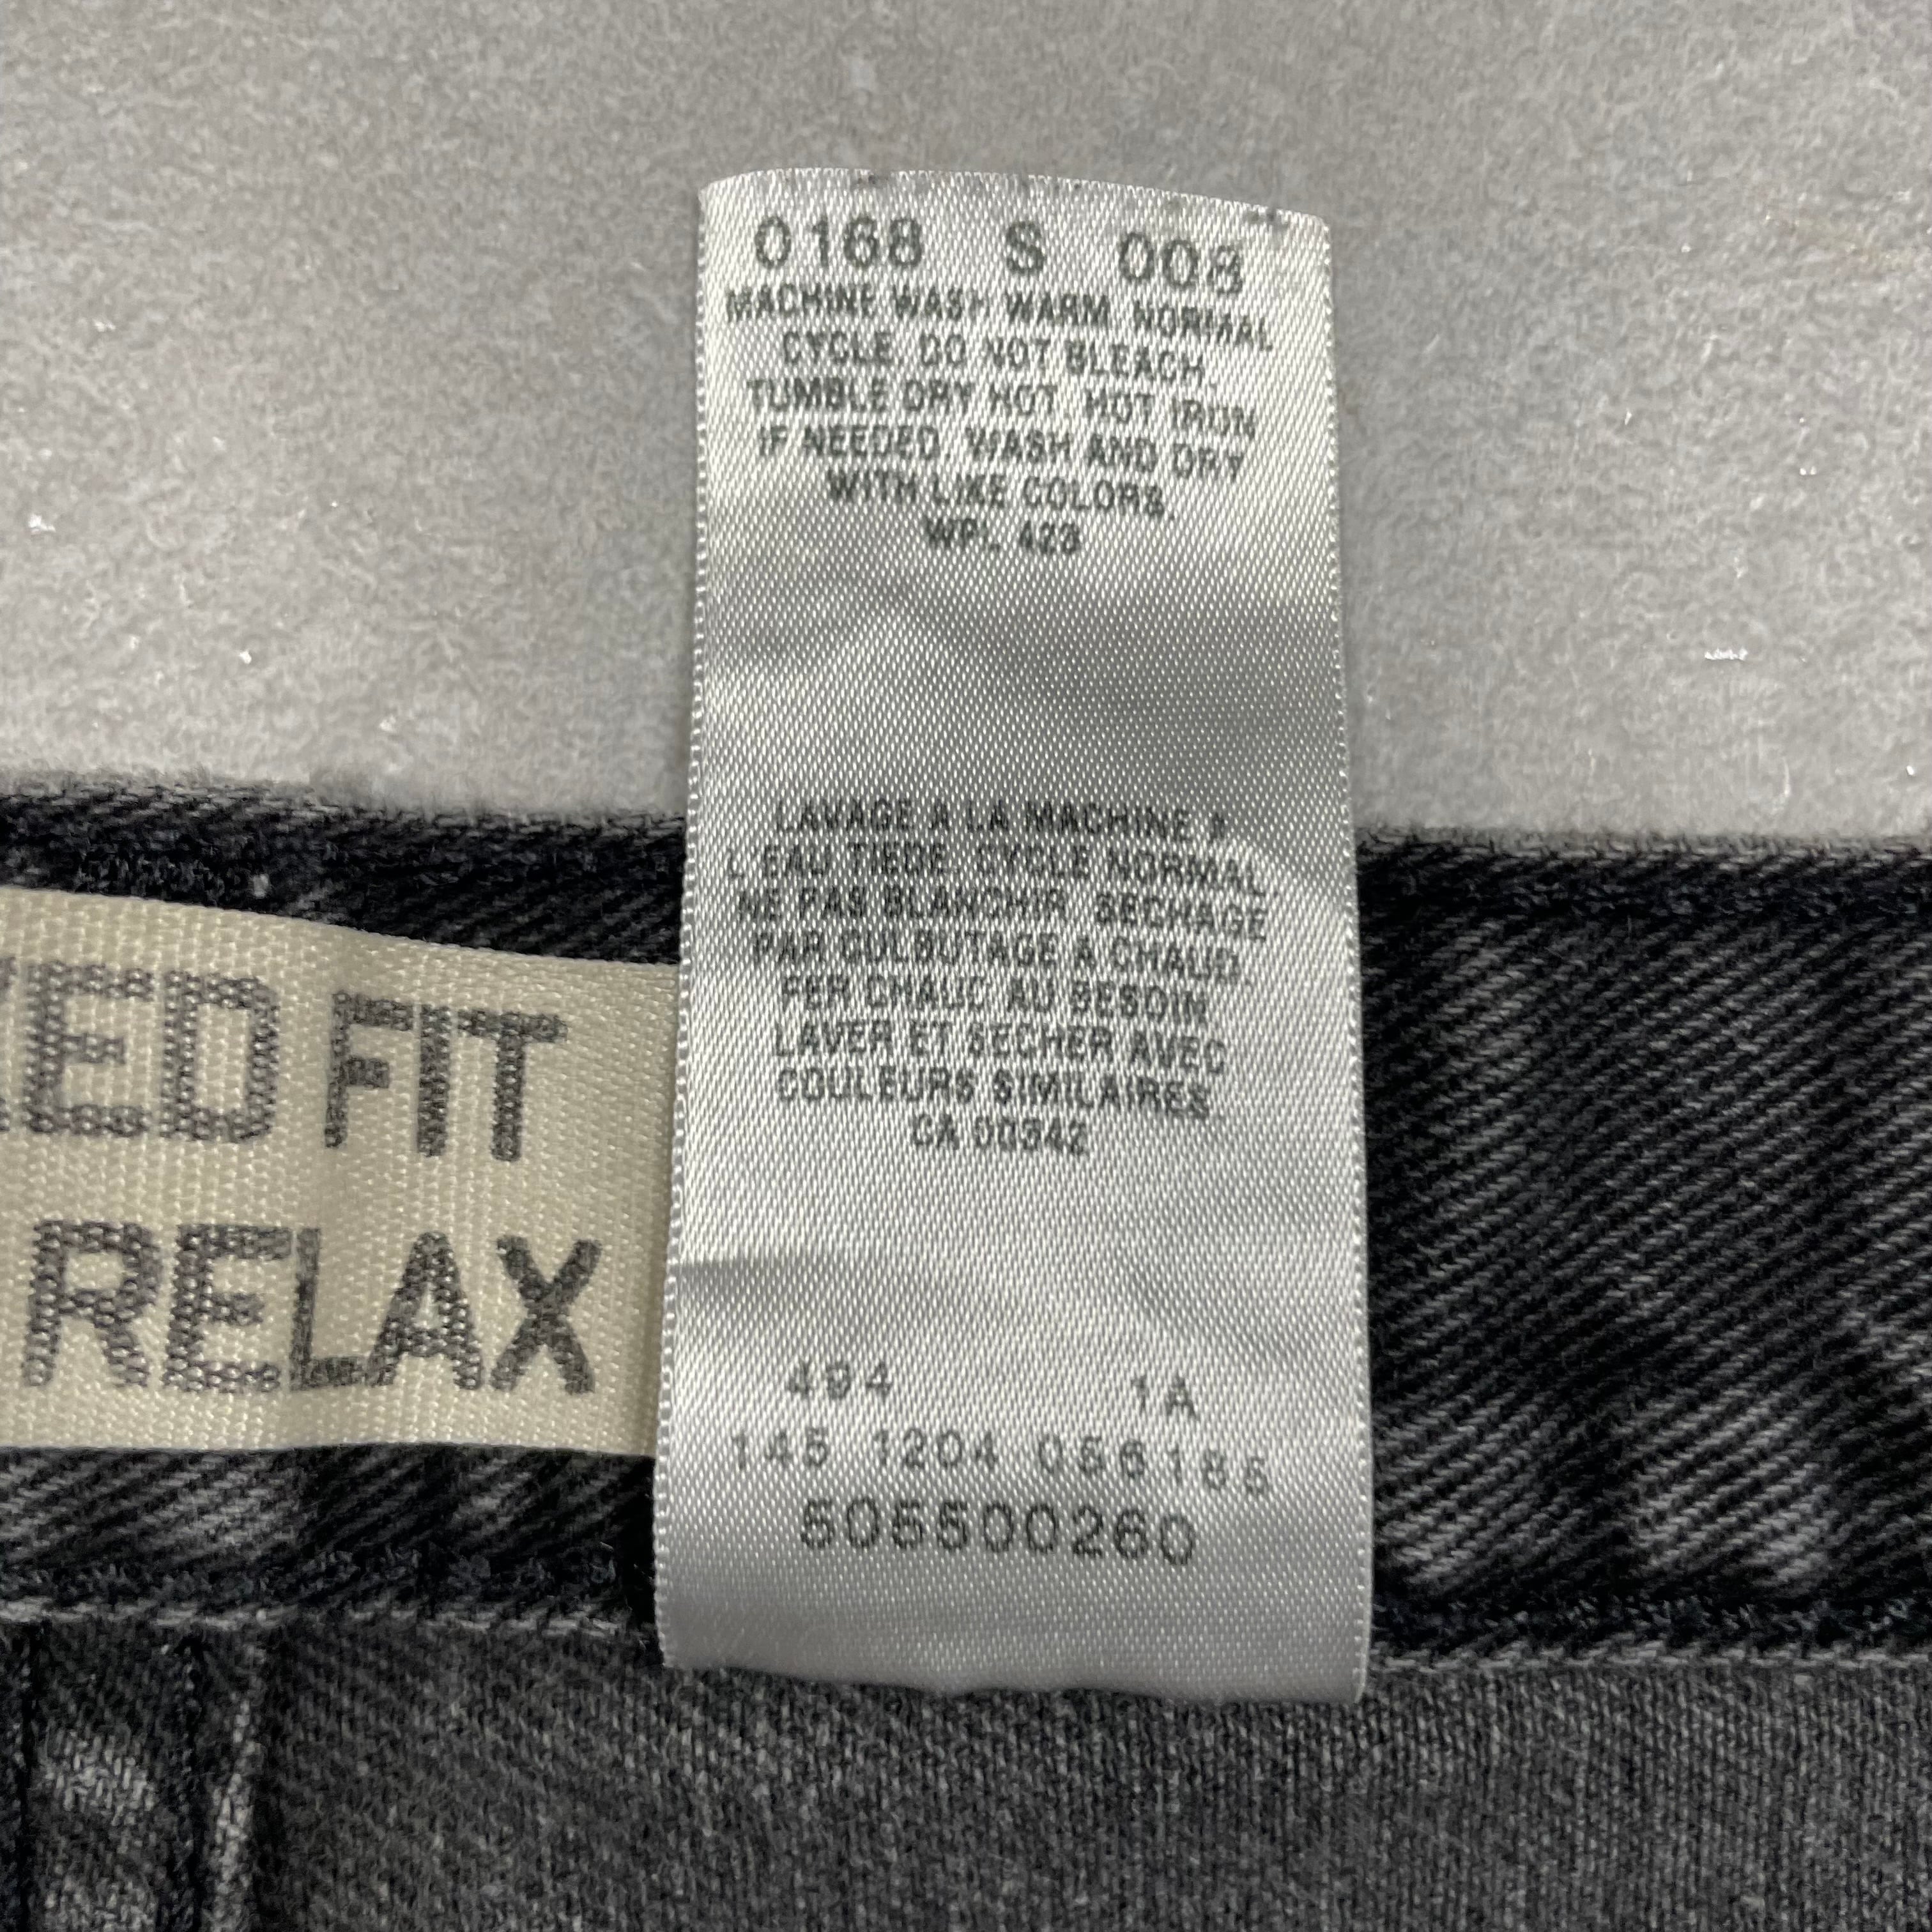 0168 S 008
MACHINE WASH WARM NORMAL
CYCLE. DO NOT BLEACH.
TUMBLE DRY HOT. HOT IRON
IF NEEDED. WASH AND DRY
WITH LIKE COLORS.
WPL 423
LAVAGE A LA MACHINE A
L'EAU TIEDE. CYCLE NORMAL
NE PAS BLANCHIR. SECHAGE
PAR CULBUTAGE A CHAUD.
FER CHAUD AU BESOIN
LAVER ET SECHER AVEC
COULEURS SIMILAIRES
CA 00342
FIT
RELAX
494 1A
145 1204 056185
505500260